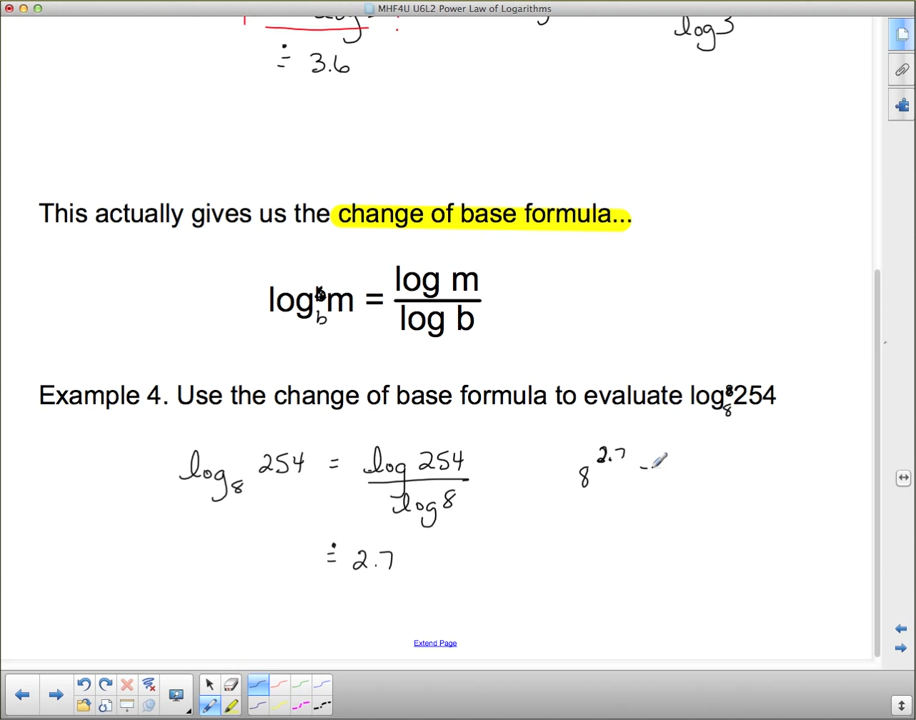 MHF4U U6L2 Power Law of Logarithms
log3
≐ 3.6
This actually gives us the change of base formula...
log_b m = log m / log b
Example 4. Use the change of base formula to evaluate log_8 254
log_8 254 = log 254 / log 8
8^2.7 -
≐ 2.7
Extend Page